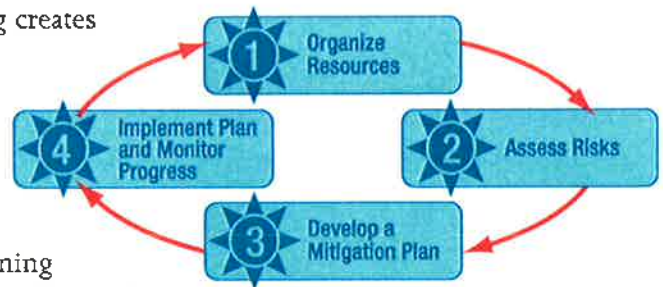 g creates
1
Organize
Resources
4
Implement Plan
and Monitor
Progress
2
Assess Risks
3
Develop a
Mitigation Plan
ning